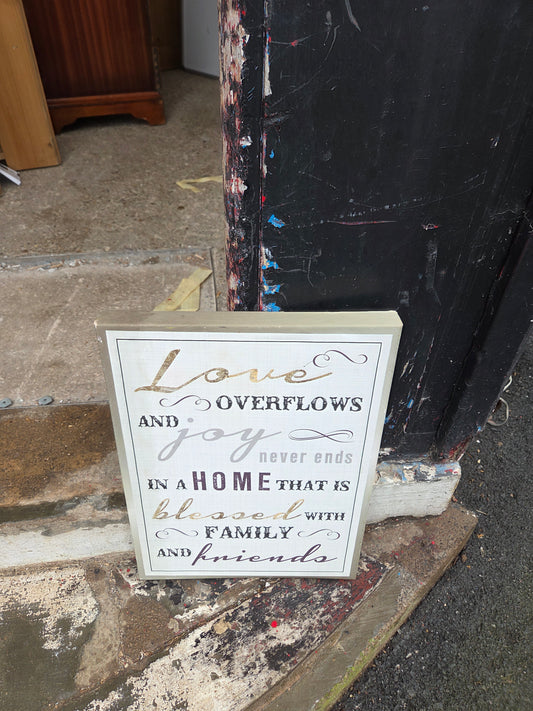 Love
OVERFLOWS
AND joy
never ends
IN A HOME THAT IS
blessed WITH
FAMILY
AND friends